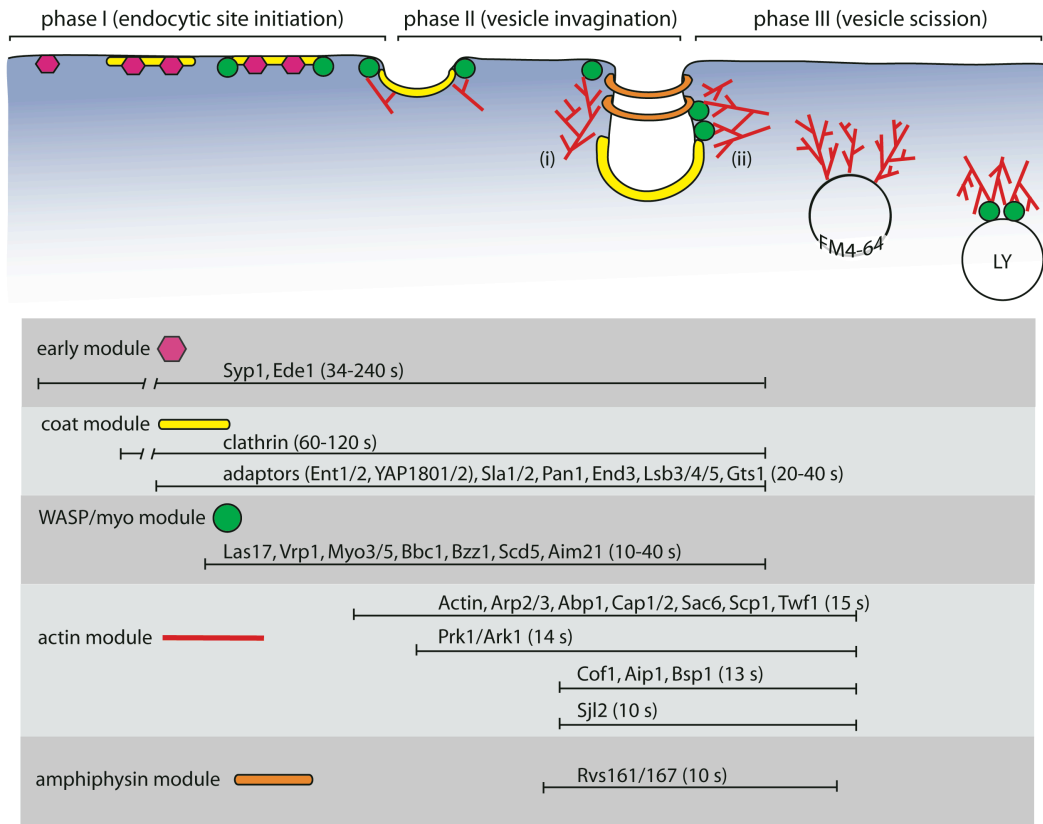 phase I (endocytic site initiation)
phase II (vesicle invagination)
phase III (vesicle scission)
(i)
(ii)
FM4-64
LY
early module
Syp1, Ede1 (34-240 s)
coat module
clathrin (60-120 s)
adaptors (Ent1/2, YAP1801/2), Sla1/2, Pan1, End3, Lsb3/4/5, Gts1 (20-40 s)
WASP/myo module
Las17, Vrp1, Myo3/5, Bbc1, Bzz1, Scd5, Aim21 (10-40 s)
Actin, Arp2/3, Abp1, Cap1/2, Sac6, Scp1, Twf1 (15 s)
actin module
Prk1/Ark1 (14 s)
Cof1, Aip1, Bsp1 (13 s)
Sjl2 (10 s)
amphiphysin module
Rvs161/167 (10 s)